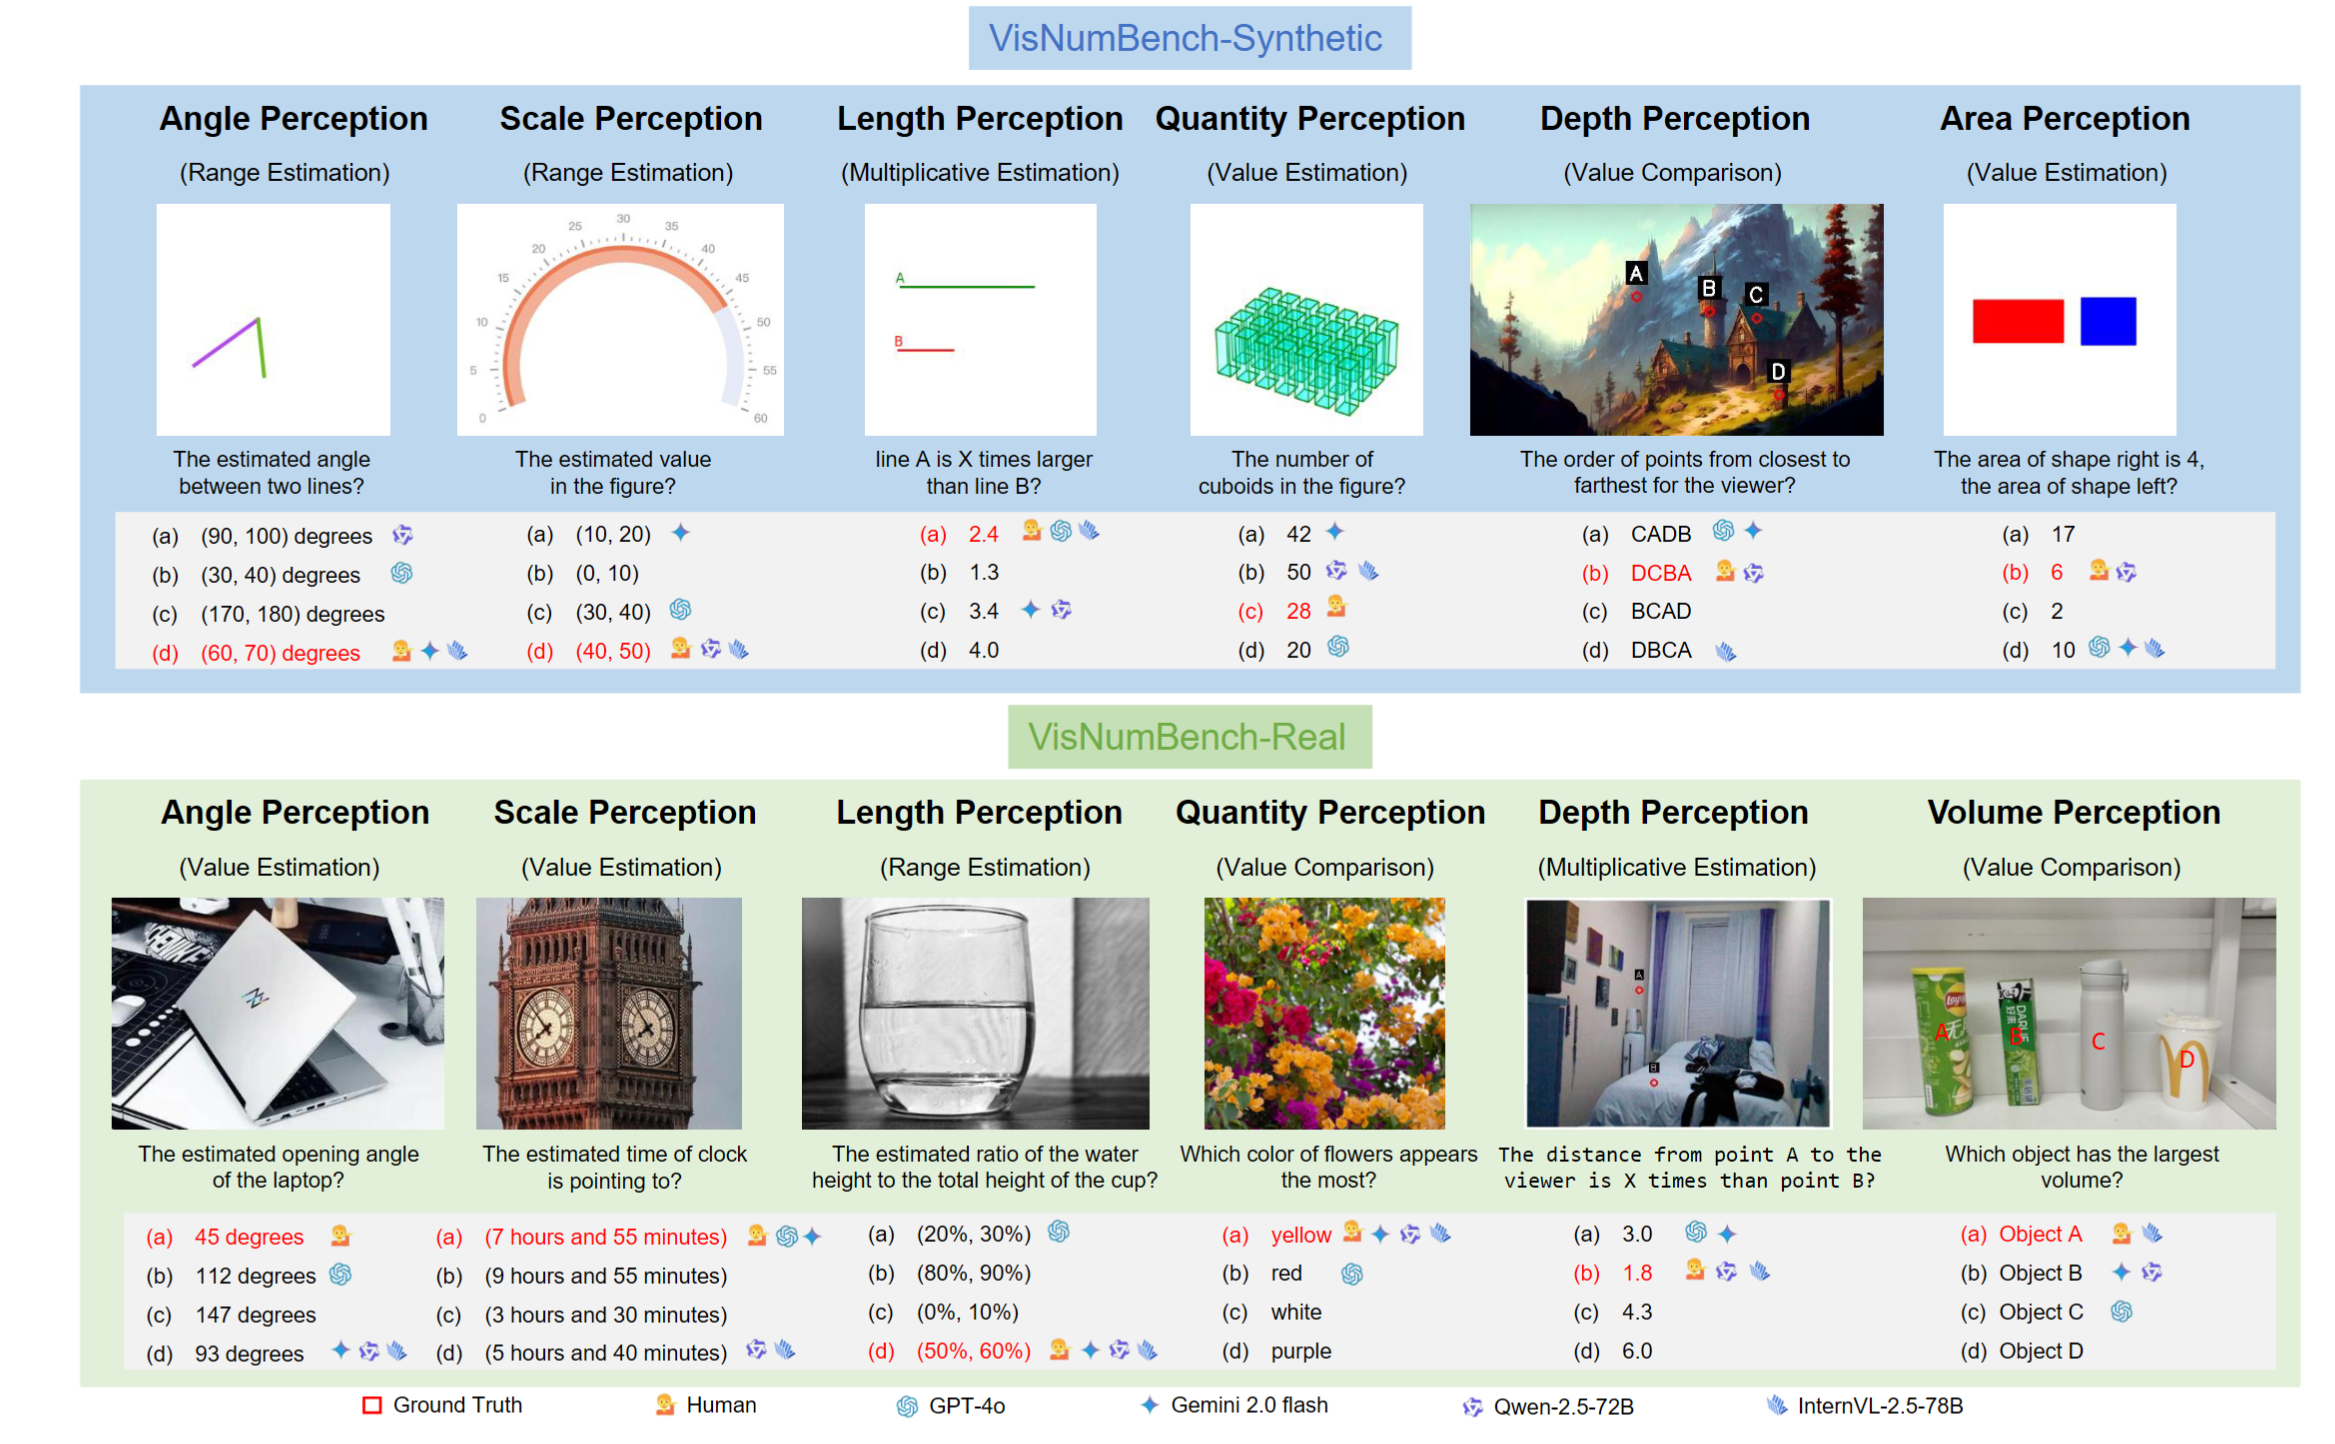 VisNumBench-Synthetic
Angle Perception
(Range Estimation)
The estimated angle
between two lines?
(a) (90, 100) degrees
(b) (30, 40) degrees
(c) (170, 180) degrees
(d) (60, 70) degrees
Scale Perception
(Range Estimation)
0
5
10
15
20
25
30
35
40
45
50
55
60
The estimated value
in the figure?
(a) (10, 20)
(b) (0, 10)
(c) (30, 40)
(d) (40, 50)
Length Perception
(Multiplicative Estimation)
A
B
line A is X times larger
than line B?
(a) 2.4
(b) 1.3
(c) 3.4
(d) 4.0
Quantity Perception
(Value Estimation)
The number of
cuboids in the figure?
(a) 42
(b) 50
(c) 28
(d) 20
Depth Perception
(Value Comparison)
A
B
C
D
The order of points from closest to
farthest for the viewer?
(a) CADB
(b) DCBA
(c) BCAD
(d) DBCA
Area Perception
(Value Estimation)
The area of shape right is 4,
the area of shape left?
(a) 17
(b) 6
(c) 2
(d) 10
VisNumBench-Real
Angle Perception
(Value Estimation)
The estimated opening angle
of the laptop?
(a) 45 degrees
(b) 112 degrees
(c) 147 degrees
(d) 93 degrees
Scale Perception
(Value Estimation)
The estimated time of clock
is pointing to?
(a) (7 hours and 55 minutes)
(b) (9 hours and 55 minutes)
(c) (3 hours and 30 minutes)
(d) (5 hours and 40 minutes)
Length Perception
(Range Estimation)
The estimated ratio of the water
height to the total height of the cup?
(a) (20%, 30%)
(b) (80%, 90%)
(c) (0%, 10%)
(d) (50%, 60%)
Quantity Perception
(Value Comparison)
Which color of flowers appears
the most?
(a) yellow
(b) red
(c) white
(d) purple
Depth Perception
(Multiplicative Estimation)
A
The distance from point A to the
viewer is X times than point B?
(a) 3.0
(b) 1.8
(c) 4.3
(d) 6.0
Volume Perception
(Value Comparison)
A
B
C
D
DARLIE
Which object has the largest
volume?
(a) Object A
(b) Object B
(c) Object C
(d) Object D
Ground Truth
Human
GPT-4o
Gemini 2.0 flash
Qwen-2.5-72B
InternVL-2.5-78B